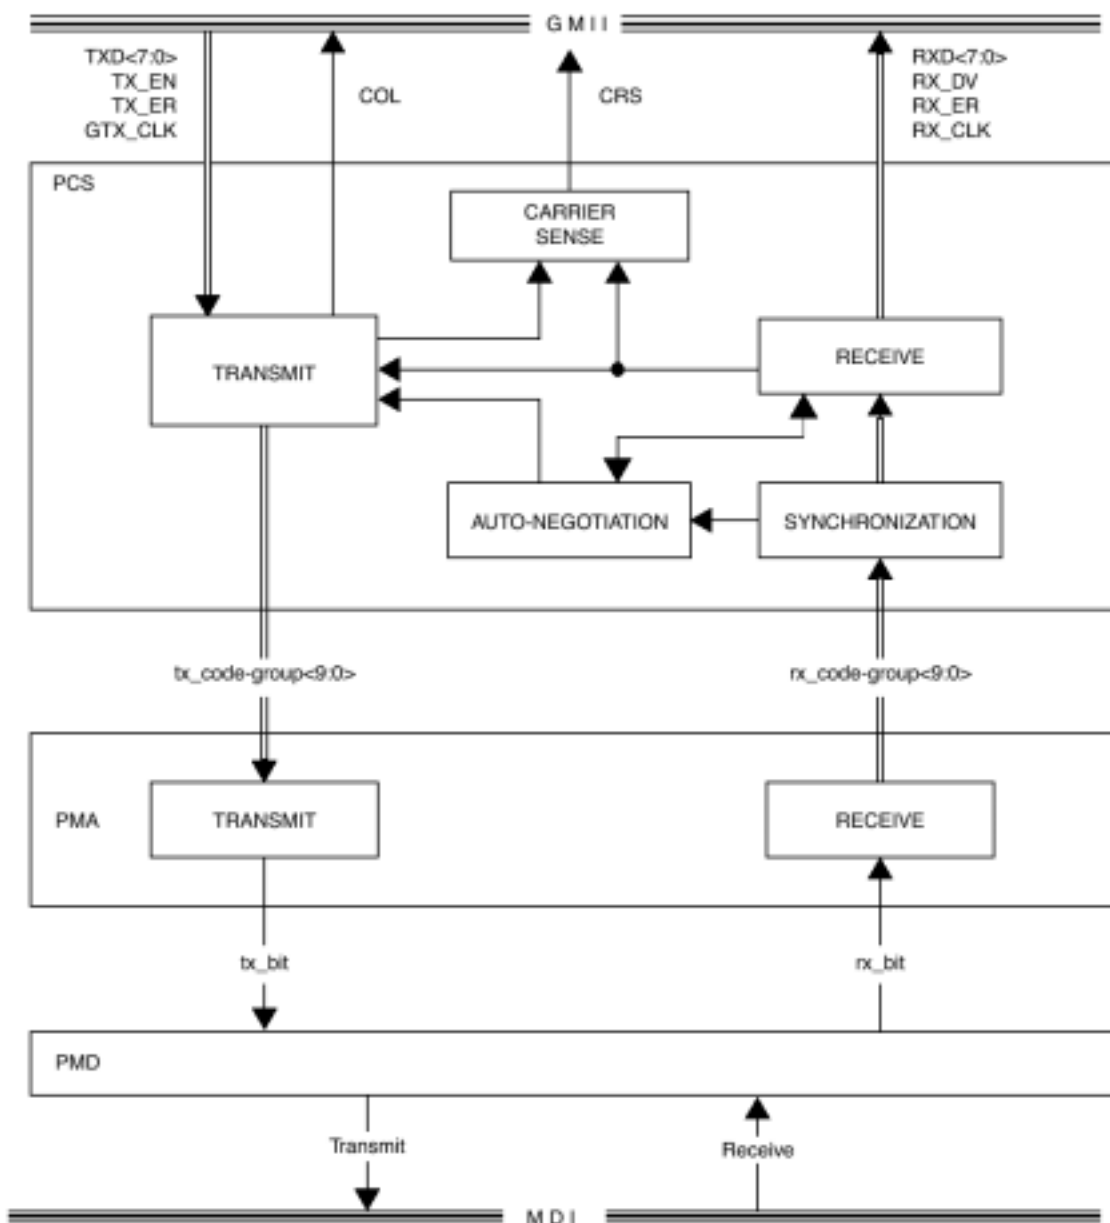 GMII
TXD<7:0>
TX_EN
TX_ER
GTX_CLK
COL
CRS
RXD<7:0>
RX_DV
RX_ER
RX_CLK
PCS
CARRIER
SENSE
TRANSMIT
RECEIVE
AUTO-NEGOTIATION
SYNCHRONIZATION
tx_code-group<9:0>
rx_code-group<9:0>
PMA
TRANSMIT
RECEIVE
tx_bit
rx_bit
PMD
Transmit
Receive
MDI